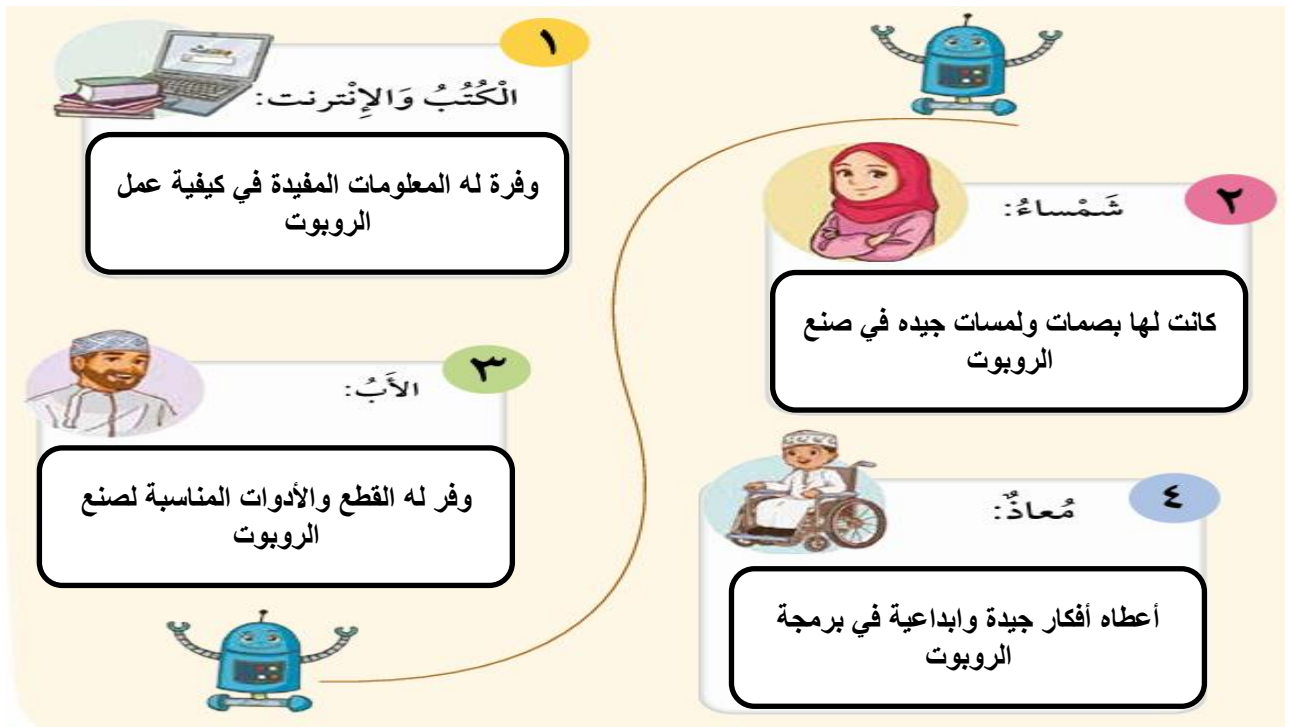 ١
الْكُتُبُ وَالإِنْترنت:
وفرة له المعلومات المفيدة في كيفية عمل
الروبوت
٢
شَمْساءُ:
كانت لها بصمات ولمسات جيده في صنع
الروبوت
٣
الأَبُ:
وفر له القطع والأدوات المناسبة لصنع
الروبوت
٤
مُعاذٌ:
أعطاه أفكار جيدة وابداعية في برمجة
الروبوت